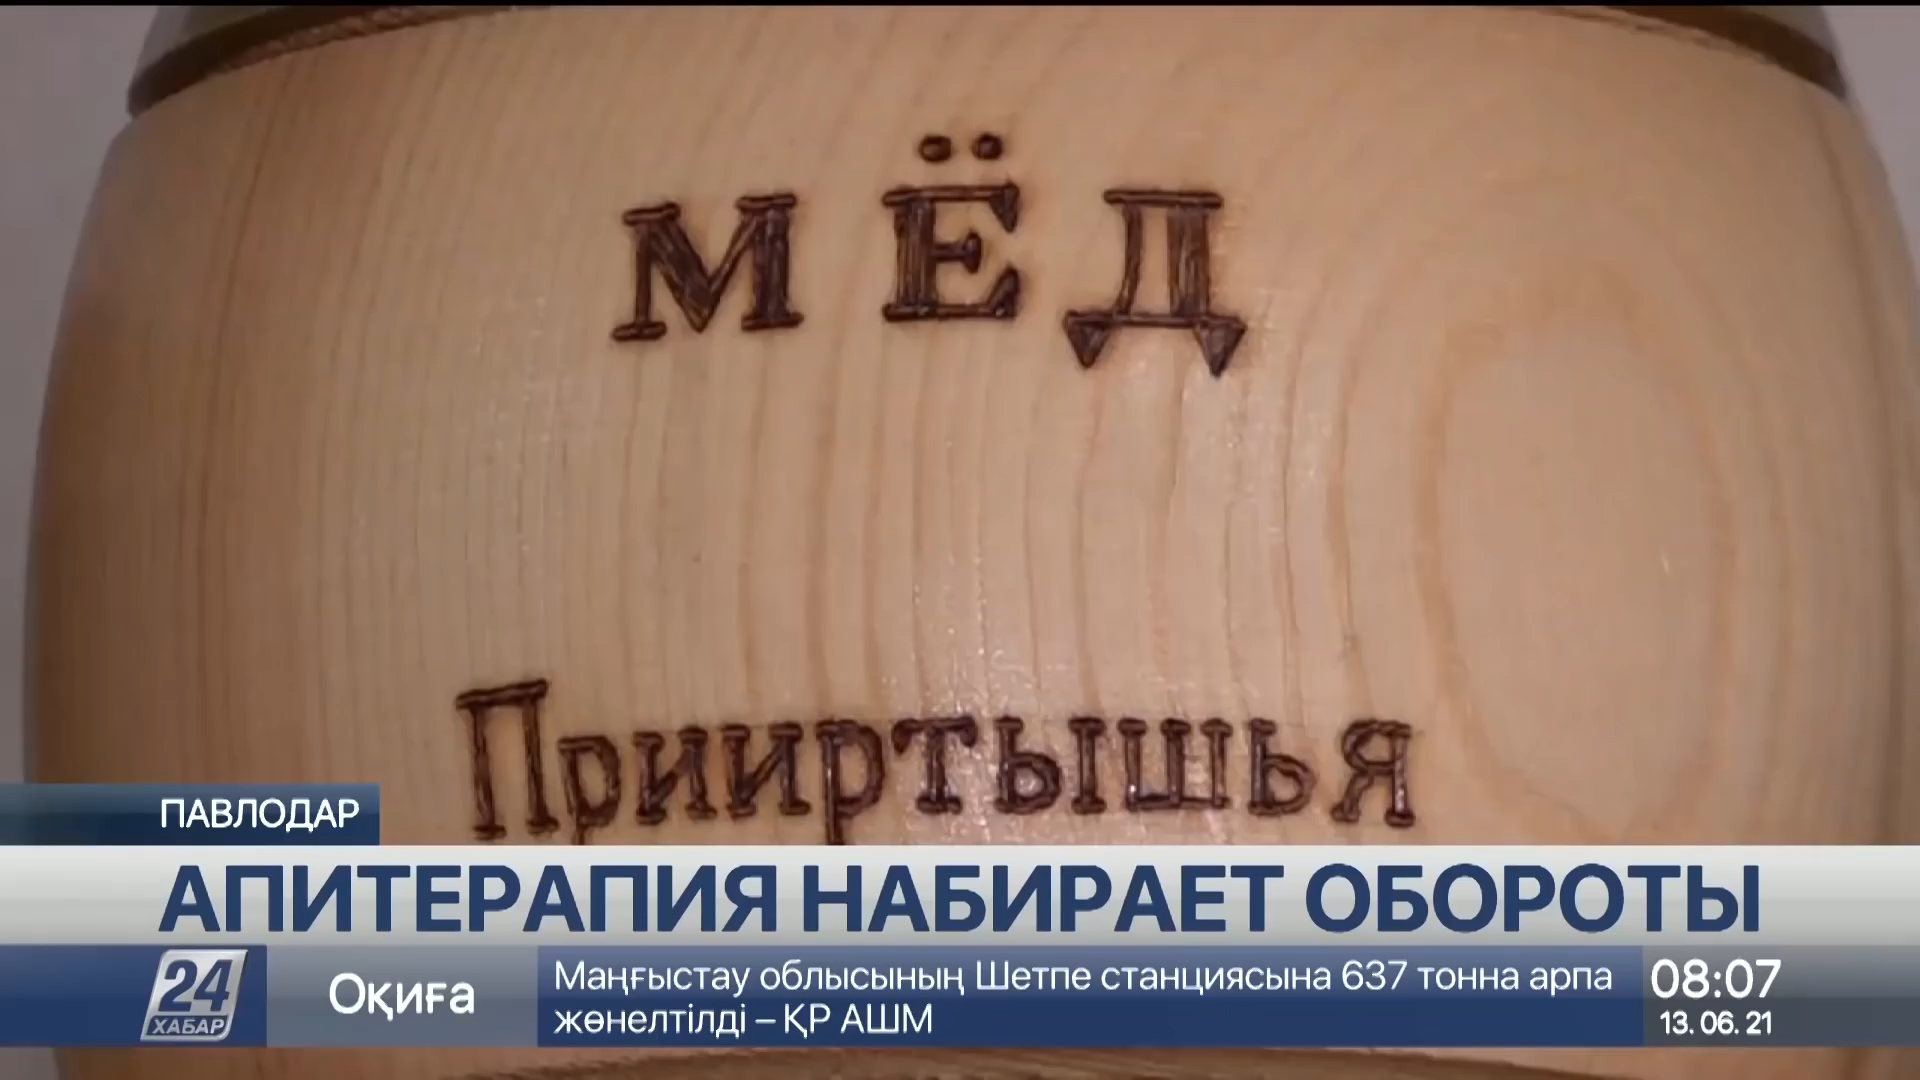 МЁД
Прииртышья
ПАВЛОДАР
АПИТЕРАПИЯ НАБИРАЕТ ОБОРОТЫ
24
ХАБАР
Оқиға
Маңғыстау облысының Шетпе станциясына 637 тонна арпа
жөнелтілді – ҚР АШМ
08:07
13. 06. 21